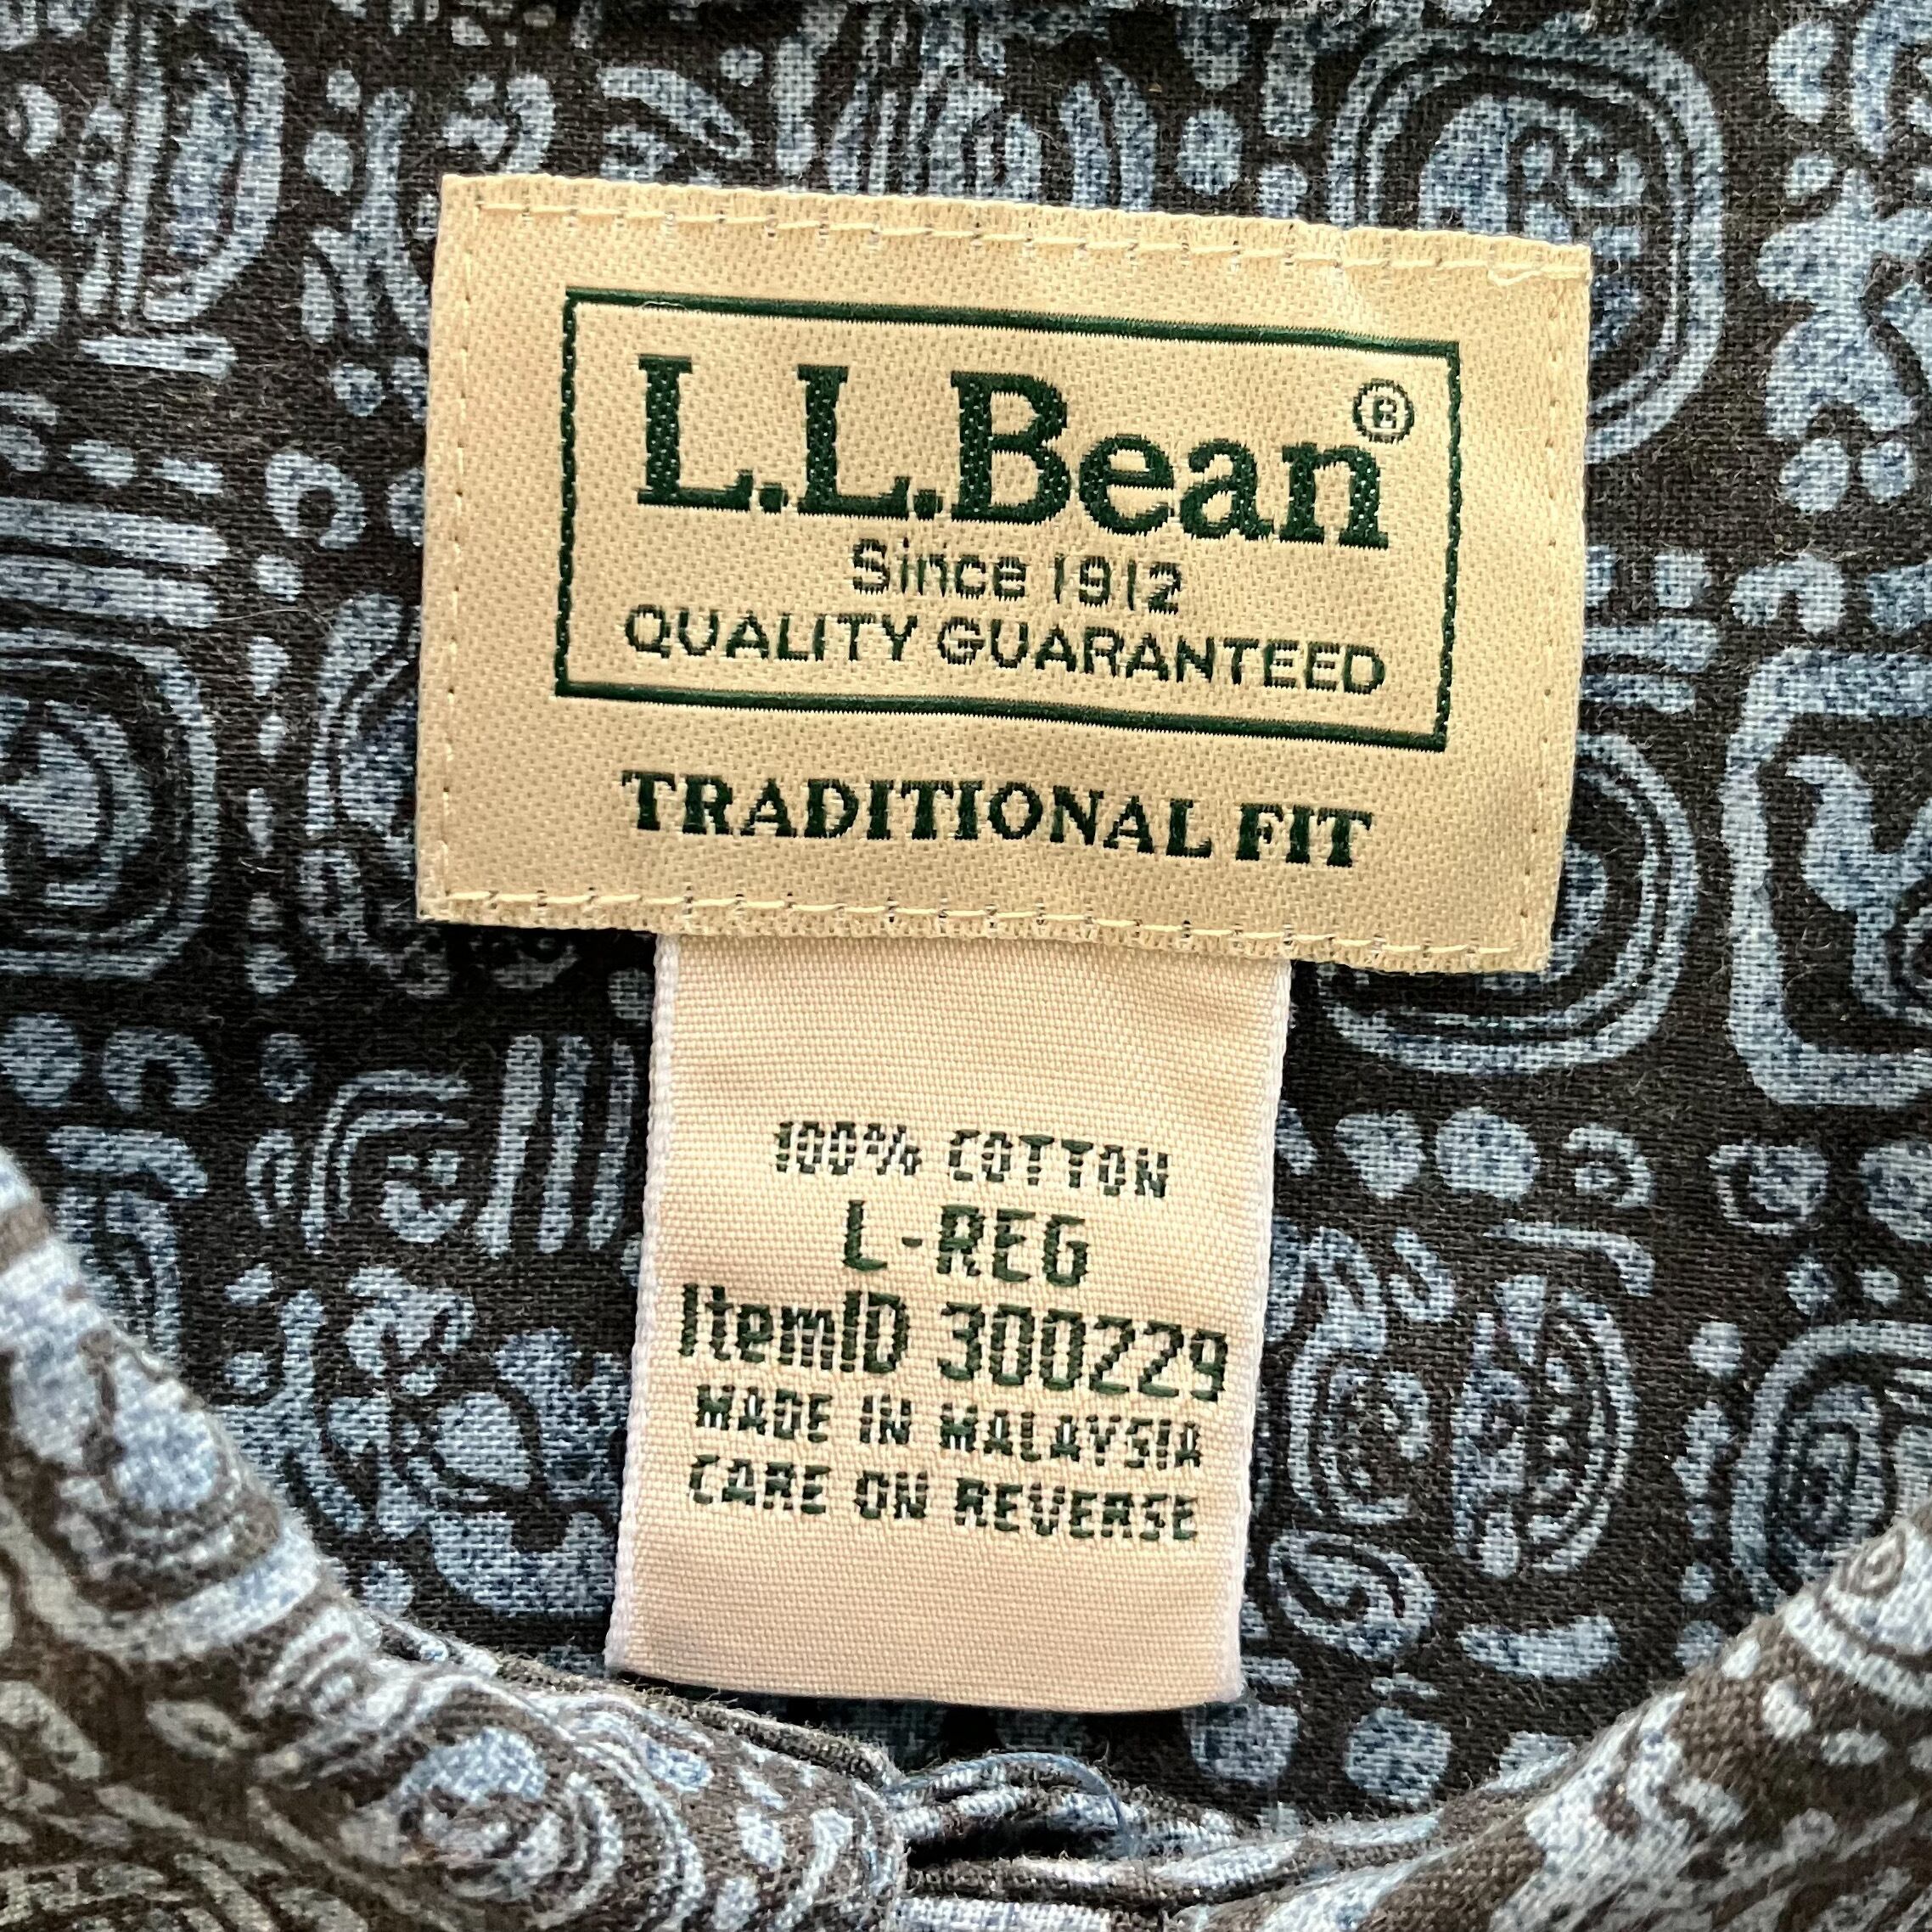 L.L.Bean®
Since 1912
QUALITY GUARANTEED
TRADITIONAL FIT
100% COTTON
L-REG
ItemID 300229
MADE IN MALAYSIA
CARE ON REVERSE